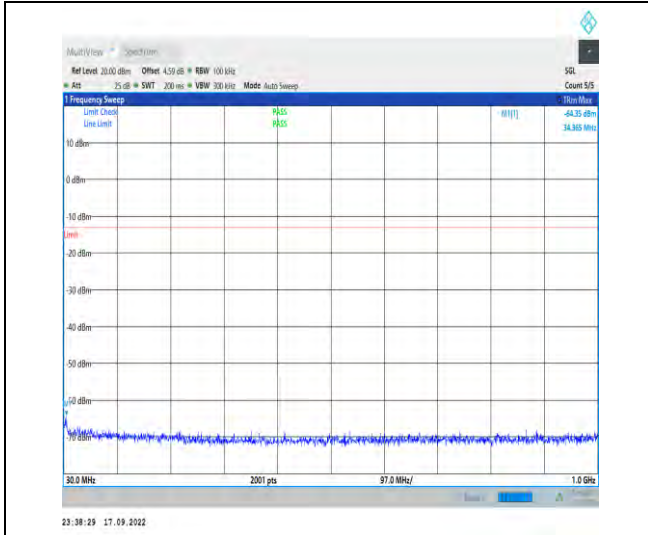 MultiView Spectrum
Ref Level 20.00 dBm Offset 4.59 dB RBW 100 kHz SGL
Att 25 dB SWT 200 ms VBW 300 kHz Mode Auto Sweep Count 5/5
1 Frequency Sweep 1Rm Max
Limit Check PASS M1[1] -64.35 dBm
Line Limit PASS 34.365 MHz
10 dBm
0 dBm
-10 dBm
Limit
-20 dBm
-30 dBm
-40 dBm
-50 dBm
-60 dBm
-70 dBm
30.0 MHz 2001 pts 97.0 MHz/ 1.0 GHz
23:38:29 17.09.2022